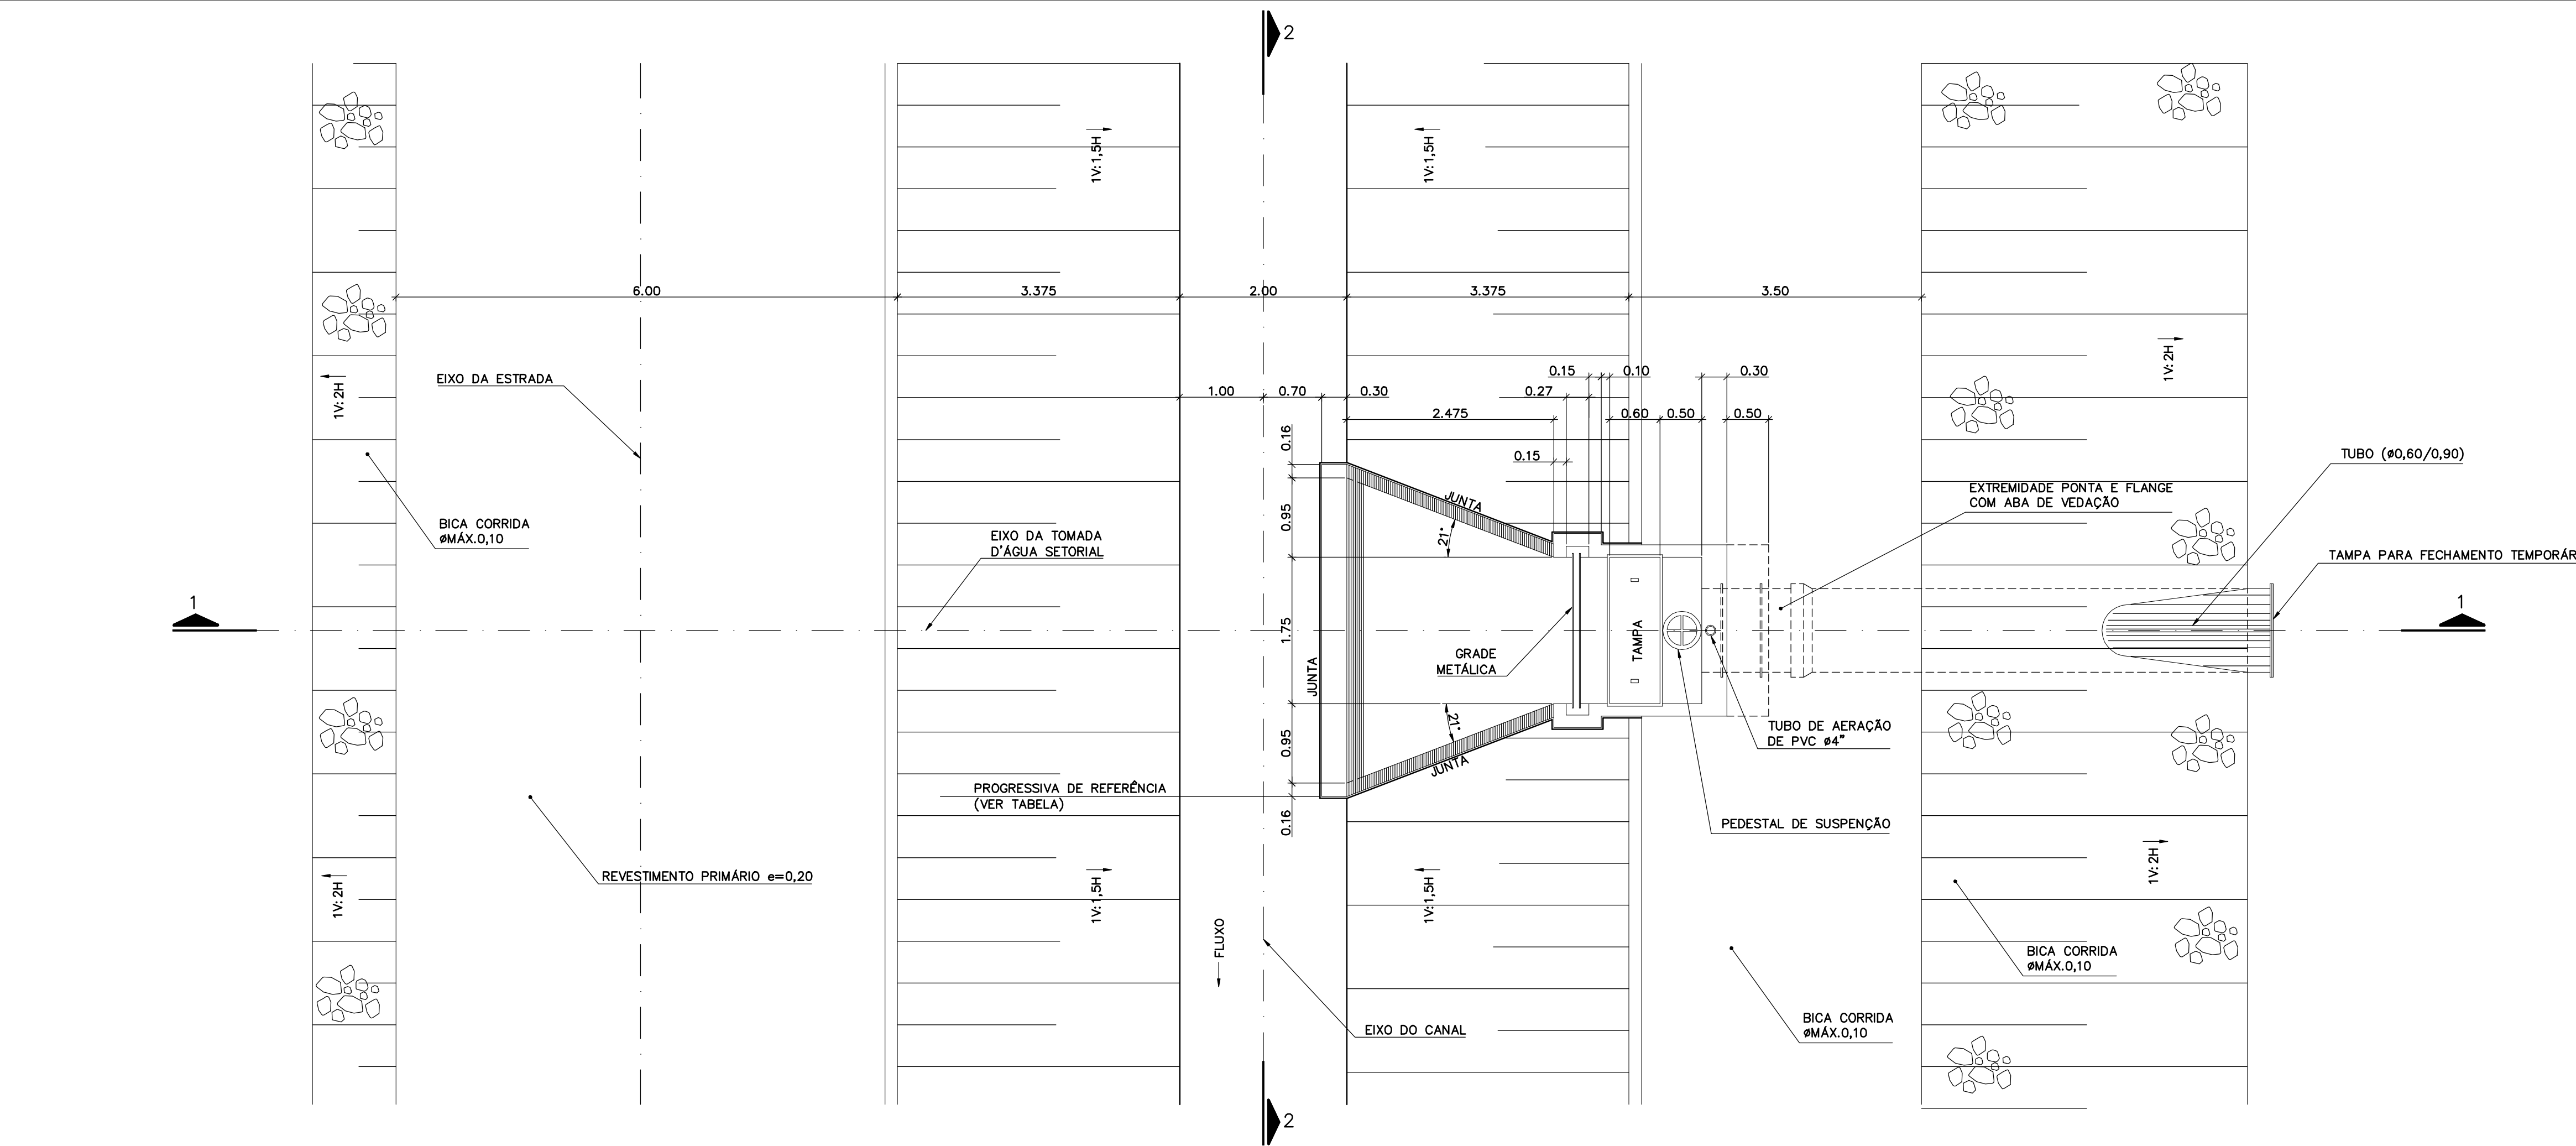 2
1V:1,5H
1V:1,5H
6.00
3.375
2.00
3.375
3.50
1V:2H
1V:2H
EIXO DA ESTRADA
1.00
0.70
0.30
0.15
0.10
0.30
0.27
2.475
0.60
0.50
0.50
0.15
0.16
0.95
1.75
0.95
0.16
TUBO (ø0,60/0,90)
EXTREMIDADE PONTA E FLANGE
COM ABA DE VEDAÇÃO
BICA CORRIDA
øMÁX.0,10
EIXO DA TOMADA
D'ÁGUA SETORIAL
JUNTA
21°
TAMPA PARA FECHAMENTO TEMPORÁR
1
1
GRADE
METÁLICA
TAMPA
JUNTA
21°
JUNTA
TUBO DE AERAÇÃO
DE PVC ø4"
PROGRESSIVA DE REFERÊNCIA
(VER TABELA)
PEDESTAL DE SUSPENÇÃO
REVESTIMENTO PRIMÁRIO e=0,20
1V:2H
1V:1,5H
1V:1,5H
1V:2H
FLUXO
BICA CORRIDA
øMÁX.0,10
BICA CORRIDA
øMÁX.0,10
EIXO DO CANAL
2